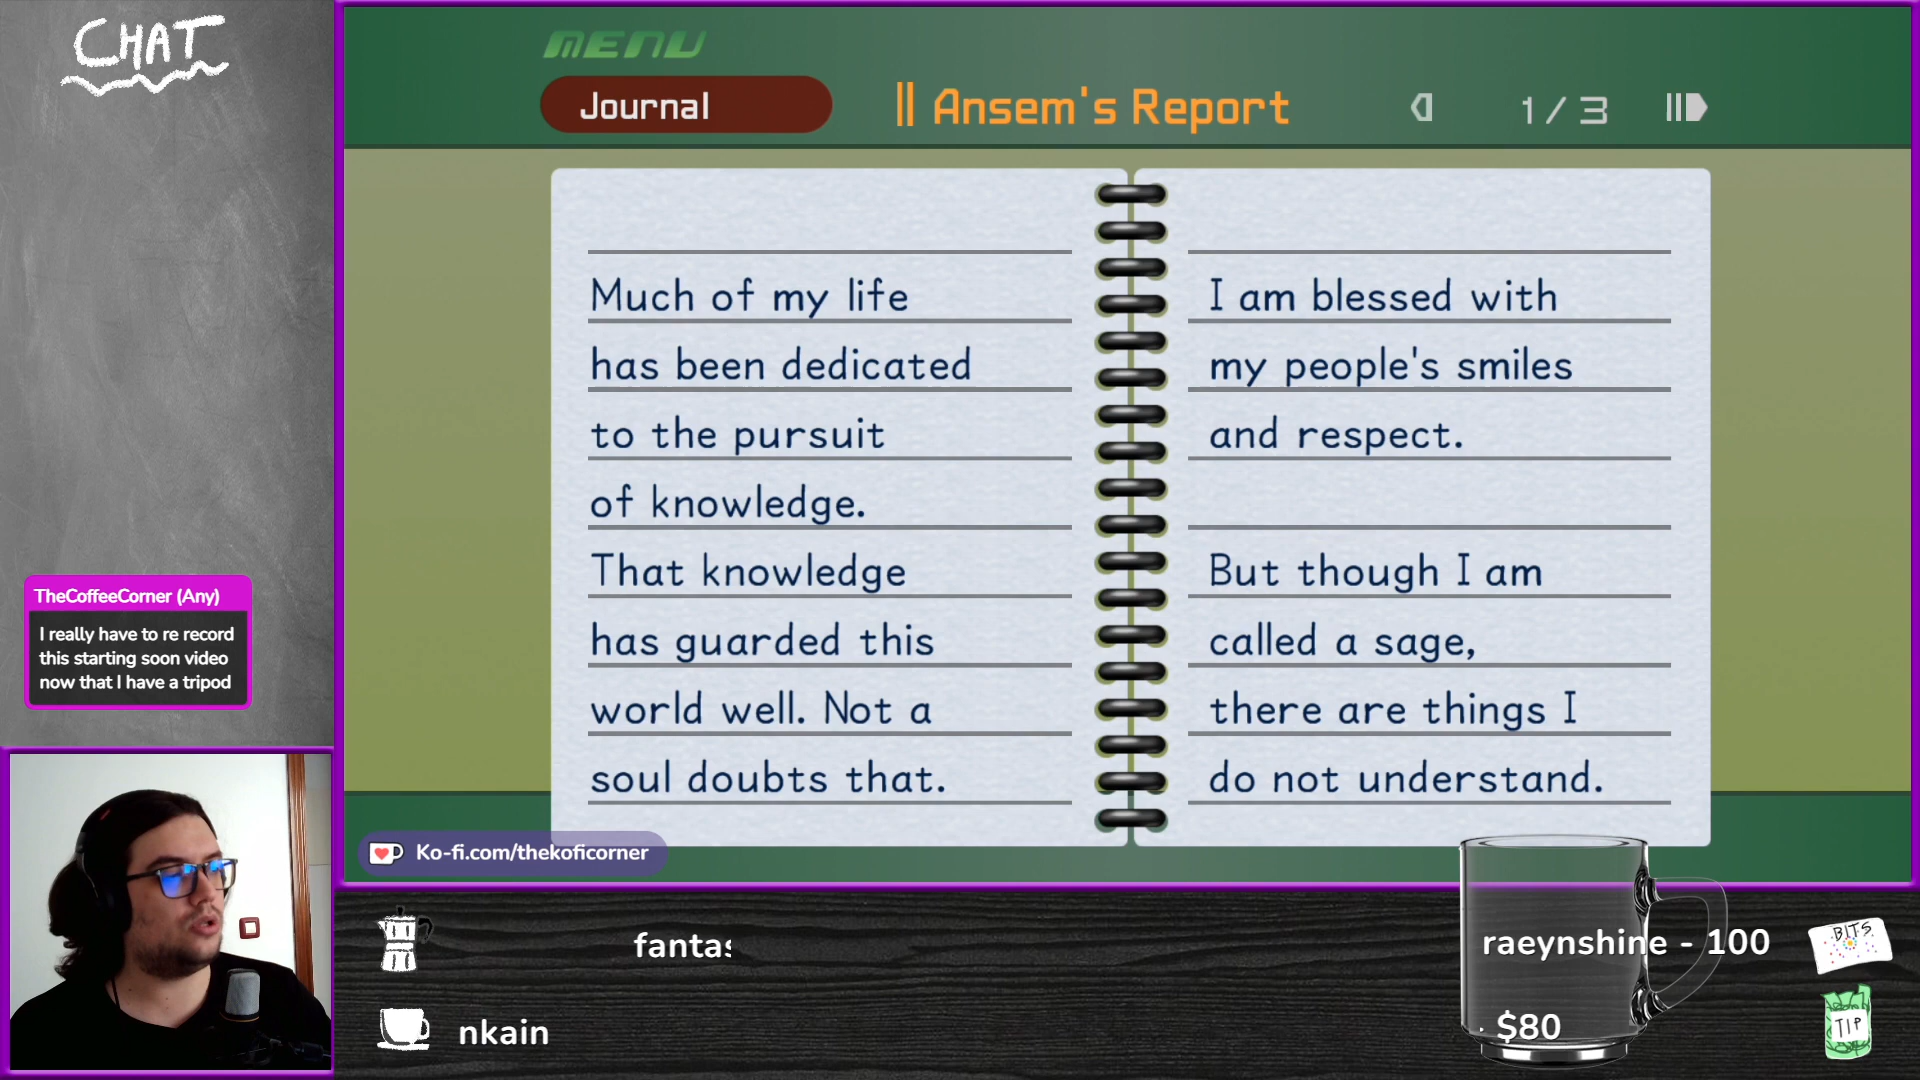 CHAT
MENU
Journal
Ansem's Report
1 / 3
Much of my life
has been dedicated
to the pursuit
of knowledge.
That knowledge
has guarded this
world well. Not a
soul doubts that.
I am blessed with
my people's smiles
and respect.
But though I am
called a sage,
there are things I
do not understand.
TheCoffeeCorner (Any)
I really have to re record
this starting soon video
now that I have a tripod
Ko-fi.com/thekoficorner
fantas
raeynshine - 100
BITS
nkain
$80
TIP